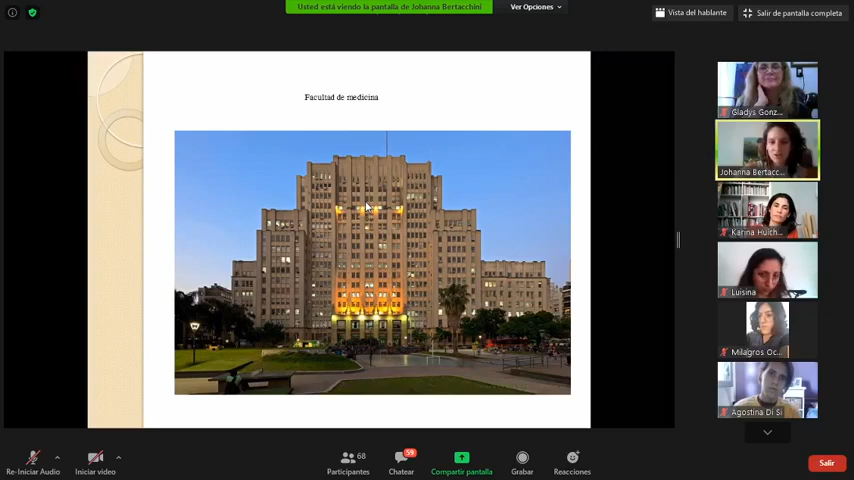 Usted está viendo la pantalla de Johanna Bertacchini
Ver Opciones
Vista del hablante
Salir de pantalla completa
Facultad de medicina
Gladys Gonz...
Johanna Bertacc...
Karina Huich...
Luisina
Milagros Oc...
Agostina Di Si
Re-Iniciar Audio
Iniciar video
68
Participantes
59
Chatear
Compartir pantalla
Grabar
Reacciones
Salir